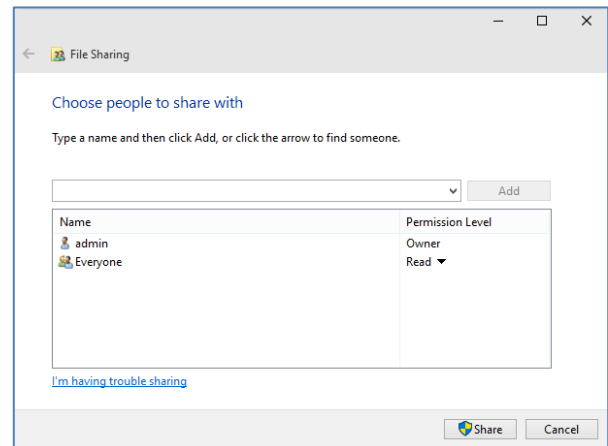 File Sharing
Choose people to share with
Type a name and then click Add, or click the arrow to find someone.
Add
Name Permission Level
admin Owner
Everyone Read
I'm having trouble sharing
Share Cancel